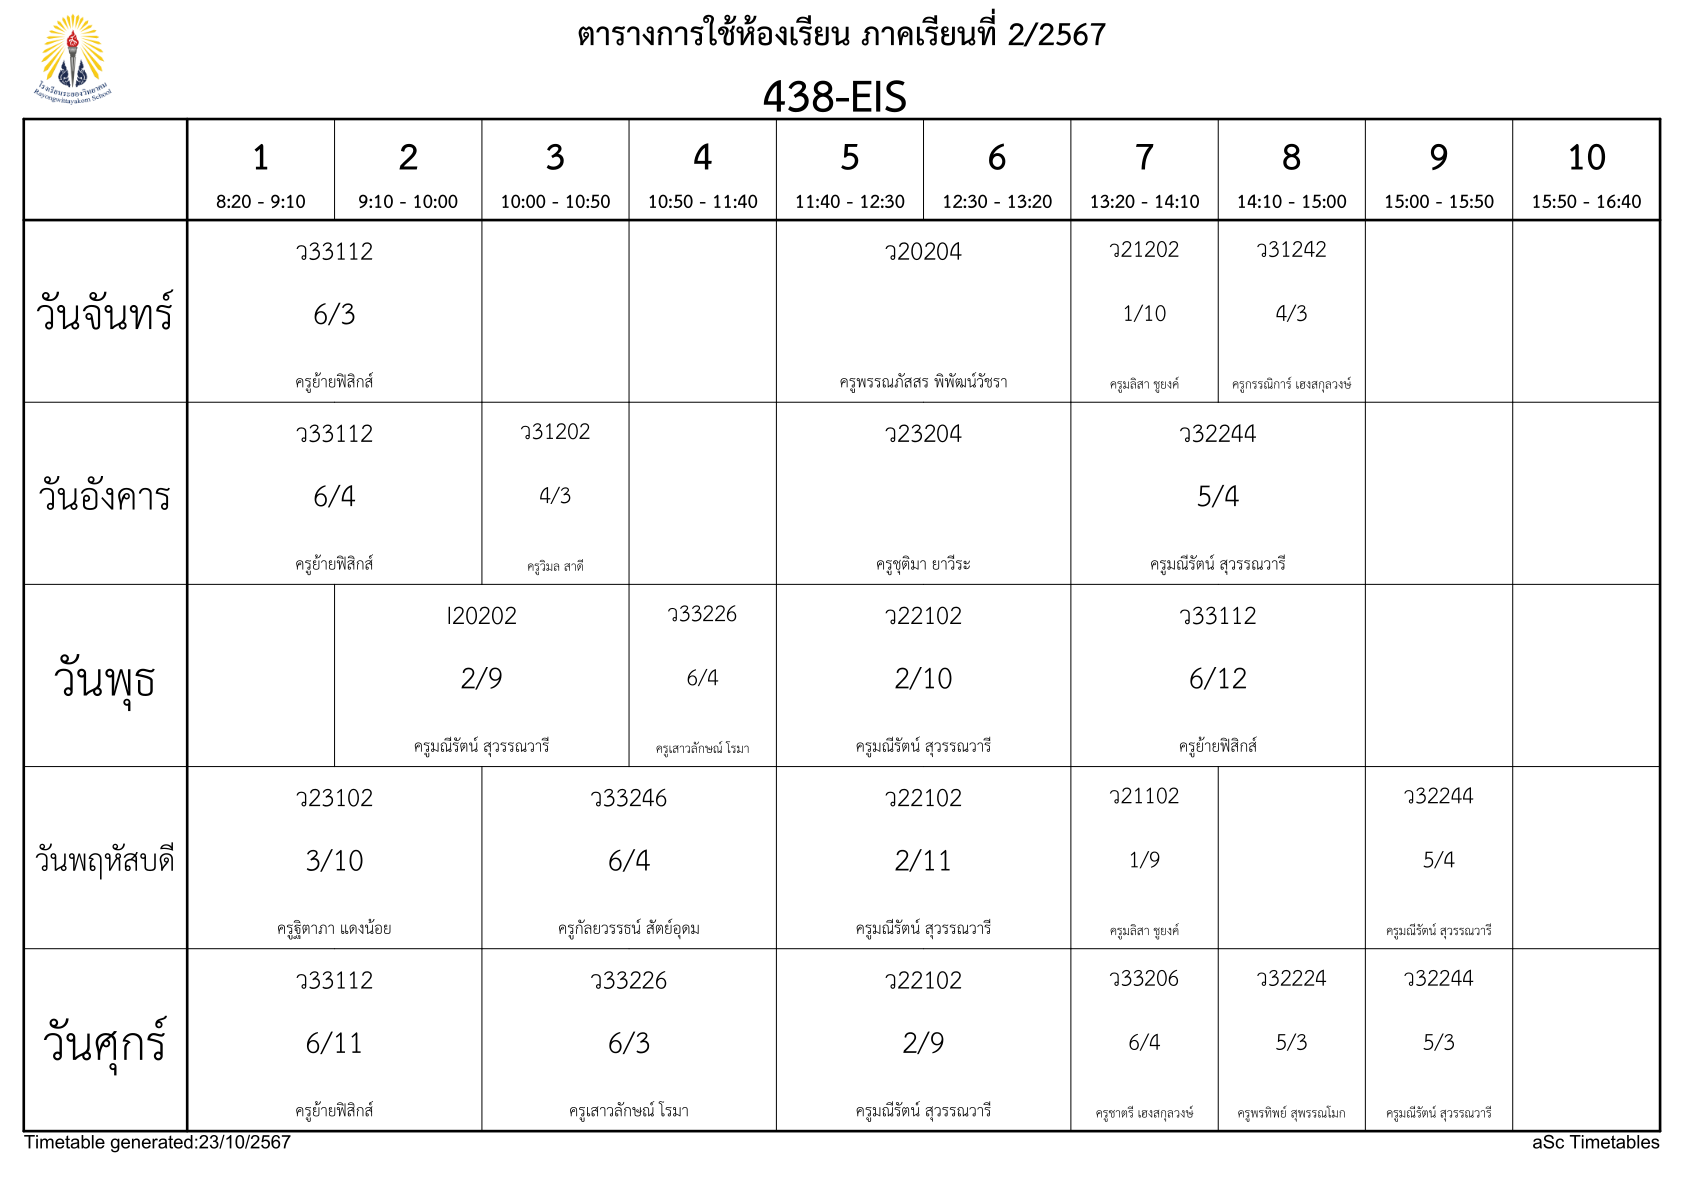 ตารางการใช้ห้องเรียน ภาคเรียนที่ 2/2567
โรงเรียนระยองวิทยาคม
Rayongwittayakom School
438-EIS
1 2 3 4 5 6 7 8 9 10
8:20 - 9:10 9:10 - 10:00 10:00 - 10:50 10:50 - 11:40 11:40 - 12:30 12:30 - 13:20 13:20 - 14:10 14:10 - 15:00 15:00 - 15:50 15:50 - 16:40
ว33112 ว20204 ว21202 ว31242
วันจันทร์ 6/3 1/10 4/3
ครูย้ายฟิสิกส์ ครูพรรณภัสสร พิพัฒน์วัชรา ครูมลิสา ชูยงค์ ครูกรรณิการ์ เฮงสกุลวงษ์
ว33112 ว31202 ว23204 ว32244
วันอังคาร 6/4 4/3 5/4
ครูย้ายฟิสิกส์ ครูวิมล สาดี ครูชุติมา ยาวีระ ครูมณีรัตน์ สุวรรณวารี
I20202 ว33226 ว22102 ว33112
วันพุธ 2/9 6/4 2/10 6/12
ครูมณีรัตน์ สุวรรณวารี ครูเสาวลักษณ์ โรมา ครูมณีรัตน์ สุวรรณวารี ครูย้ายฟิสิกส์
ว23102 ว33246 ว22102 ว21102 ว32244
วันพฤหัสบดี 3/10 6/4 2/11 1/9 5/4
ครูฐิตาภา แดงน้อย ครูกัลยวรรธน์ สัตย์อุดม ครูมณีรัตน์ สุวรรณวารี ครูมลิสา ชูยงค์ ครูมณีรัตน์ สุวรรณวารี
ว33112 ว33226 ว22102 ว33206 ว32224 ว32244
วันศุกร์ 6/11 6/3 2/9 6/4 5/3 5/3
ครูย้ายฟิสิกส์ ครูเสาวลักษณ์ โรมา ครูมณีรัตน์ สุวรรณวารี ครูชาตรี เฮงสกุลวงษ์ ครูพรทิพย์ สุพรรณโมก ครูมณีรัตน์ สุวรรณวารี
Timetable generated:23/10/2567 aSc Timetables